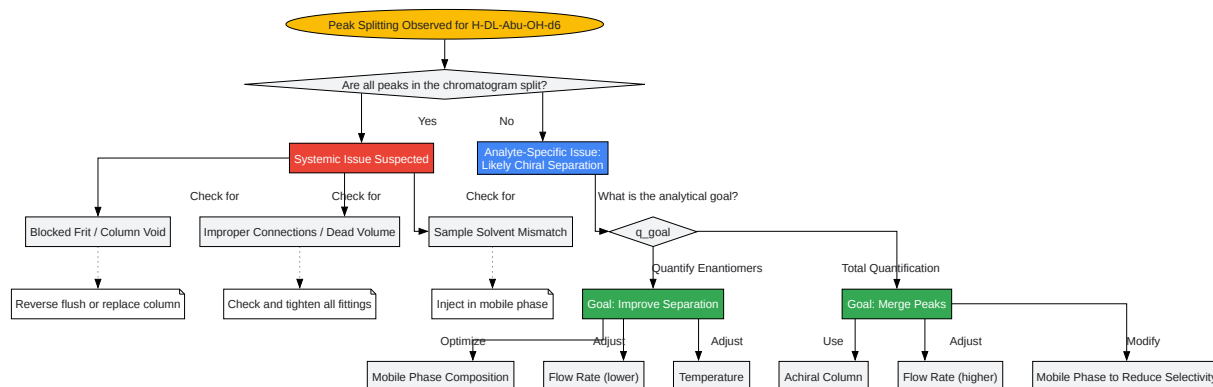 Peak Splitting Observed for H-DL-Abu-OH-d6
Are all peaks in the chromatogram split?
Yes
No
Systemic Issue Suspected
Analyte-Specific Issue:
Likely Chiral Separation
Check for
Check for
Check for
What is the analytical goal?
Blocked Frit / Column Void
Improper Connections / Dead Volume
Sample Solvent Mismatch
q_goal
Quantify Enantiomers
Total Quantification
Reverse flush or replace column
Check and tighten all fittings
Inject in mobile phase
Goal: Improve Separation
Goal: Merge Peaks
Optimize
Adjust
Adjust
Use
Adjust
Modify
Mobile Phase Composition
Flow Rate (lower)
Temperature
Achiral Column
Flow Rate (higher)
Mobile Phase to Reduce Selectivity